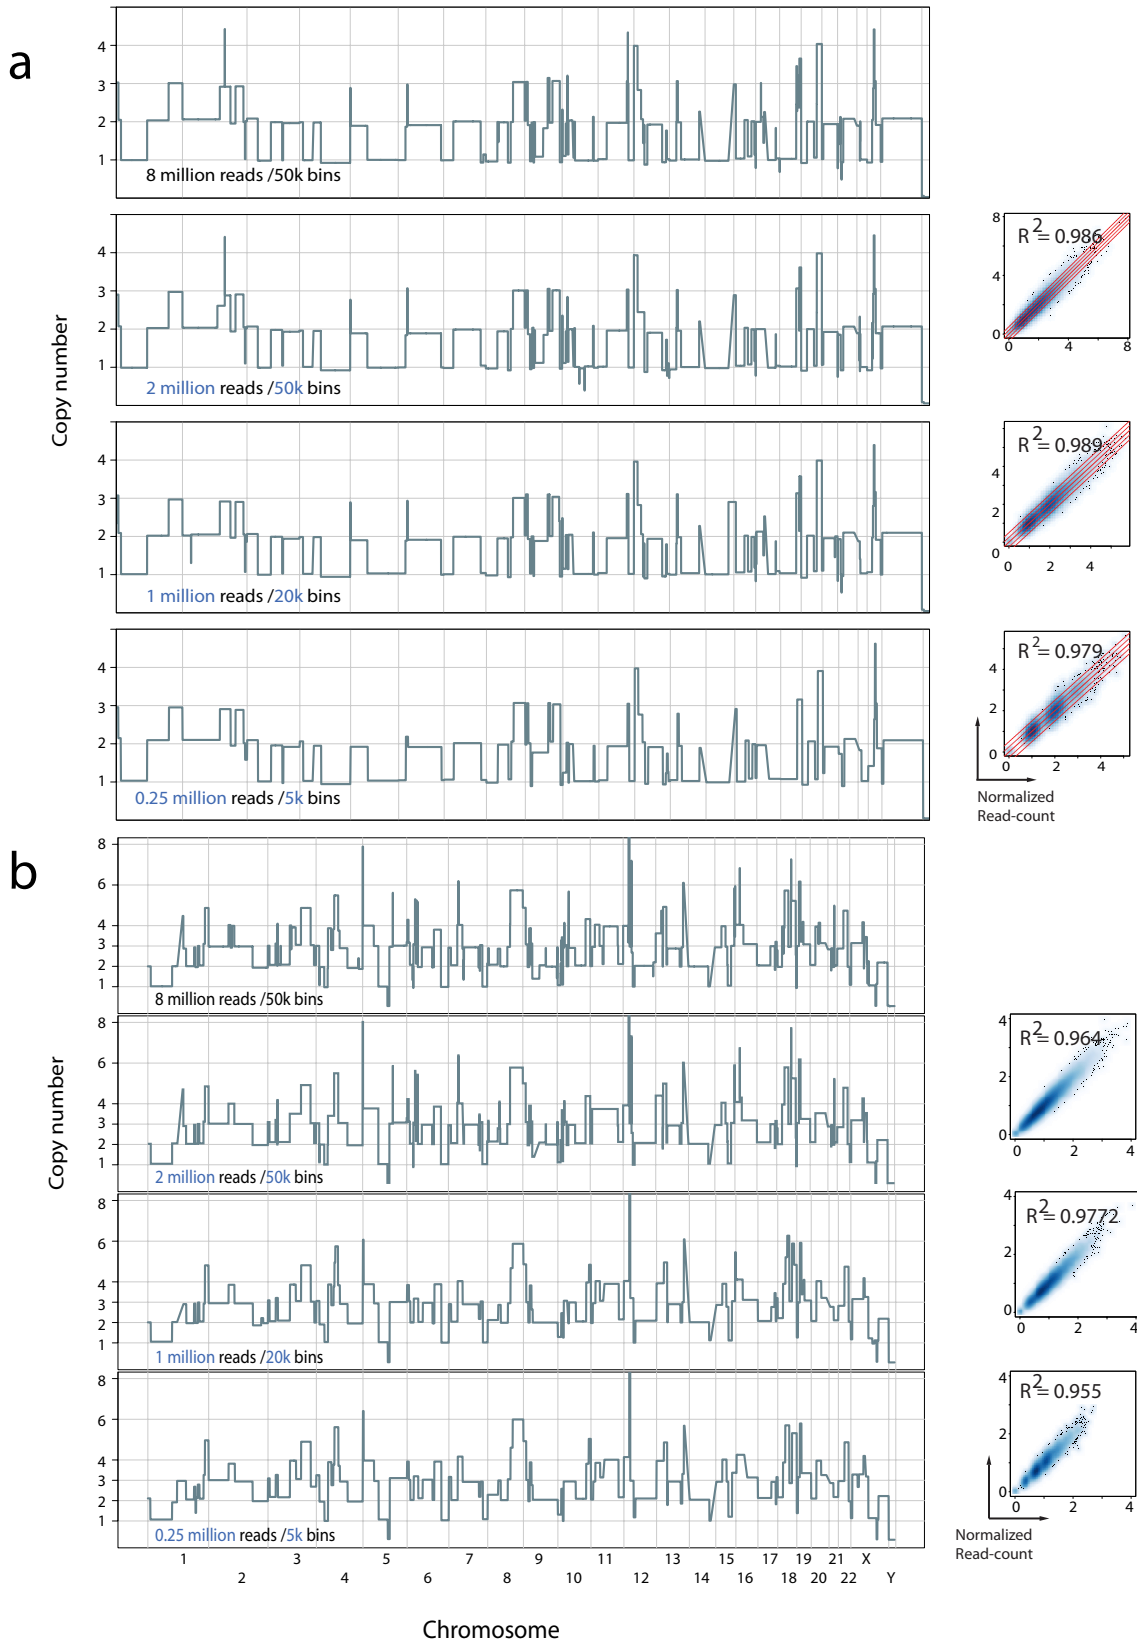 a
4
3
2
1
8 million reads /50k bins
4
3
2
1
2 million reads /50k bins
8
4
0
0 4 8
R2= 0.986
Copy number
4
3
2
1
1 million reads /20k bins
4
2
0
0 2 4
R2= 0.989
4
3
2
1
0.25 million reads /5k bins
4
2
0
0 2 4
R2= 0.979
Normalized
Read-count
b
8
6
4
3
2
1
8 million reads /50k bins
8
6
4
3
2
1
2 million reads /50k bins
4
2
0
0 2 4
R2= 0.964
Copy number
8
6
4
3
2
1
1 million reads /20k bins
4
2
0
0 2 4
R2= 0.9772
8
6
4
3
2
1
0.25 million reads /5k bins
4
2
0
0 2 4
R2= 0.955
Normalized
Read-count
1 3 5 7 9 11 13 15 17 19 21 X
2 4 6 8 10 12 14 16 18 20 22 Y
Chromosome